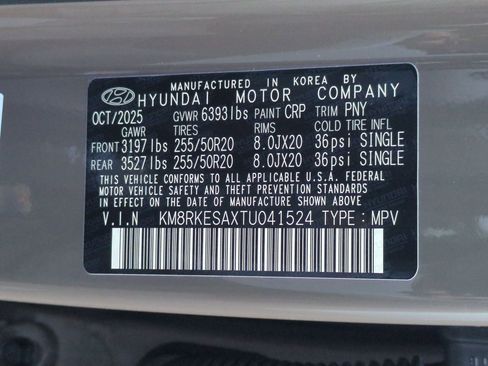 MANUFACTURED IN KOREA BY
HYUNDAI MOTOR COMPANY
OCT/2025 GVWR 6393lbs PAINT CRP TRIM PNY
GAWR TIRES RIMS COLD TIRE INFL
FRONT 3197lbs 255/50R20 8.0JX20 36psi SINGLE
REAR 3527lbs 255/50R20 8.0JX20 36psi SINGLE
THIS VEHICLE CONFORMS TO ALL APPLICABLE U.S.A. FEDERAL
MOTOR VEHICLE SAFETY AND THEFT PREVENTION STANDARDS
IN EFFECT ON THE DATE OF MANUFACTURE SHOWN ABOVE.
V.I.N KM8RKESAXTU041524 TYPE : MPV